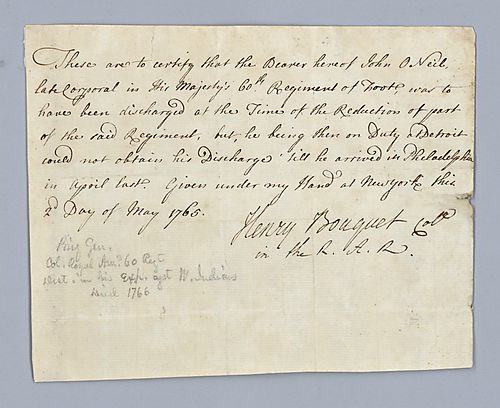 These are to certify that the Bearer hereof John O Neil,
late Corporal in His Majesty's 60th Regiment of Foot, was to
have been discharged at the Time of the Reduction of part
of the said Regiment, but, he being then on Duty at Detroit
could not obtain his Discharge 'till he arrived in Philadelphia
in April last. Given under my Hand at New York this
2d Day of May 1765.
Henry Bouquet Coll
in the R. A. R.
Brig Gen.
Col. Royal Amn 60 Regt
Dist. in his Exp. agst W. Indians
Died 1766